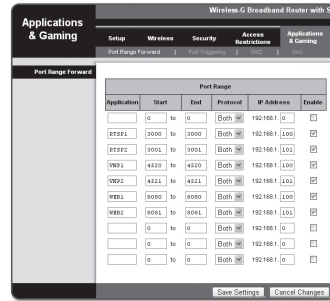 Wireless-G Broadband Router with S
Applications & Gaming
Setup Wireless Security Access Restrictions Applications & Gaming
Port Range Forward | Port Triggering | DMZ | QoS
Port Range Forward
Port Range
Application Start End Protocol IP Address Enable
0 to 0 Both 192.168.1. 0
RTSP1 3000 to 3000 Both 192.168.1. 100
RTSP2 3001 to 3001 Both 192.168.1. 101
VNP1 4520 to 4520 Both 192.168.1. 100
VNP2 4521 to 4521 Both 192.168.1. 101
WEB1 8080 to 8080 Both 192.168.1. 100
WEB2 8081 to 8081 Both 192.168.1. 101
0 to 0 Both 192.168.1. 0
0 to 0 Both 192.168.1. 0
0 to 0 Both 192.168.1. 0
Save Settings Cancel Changes